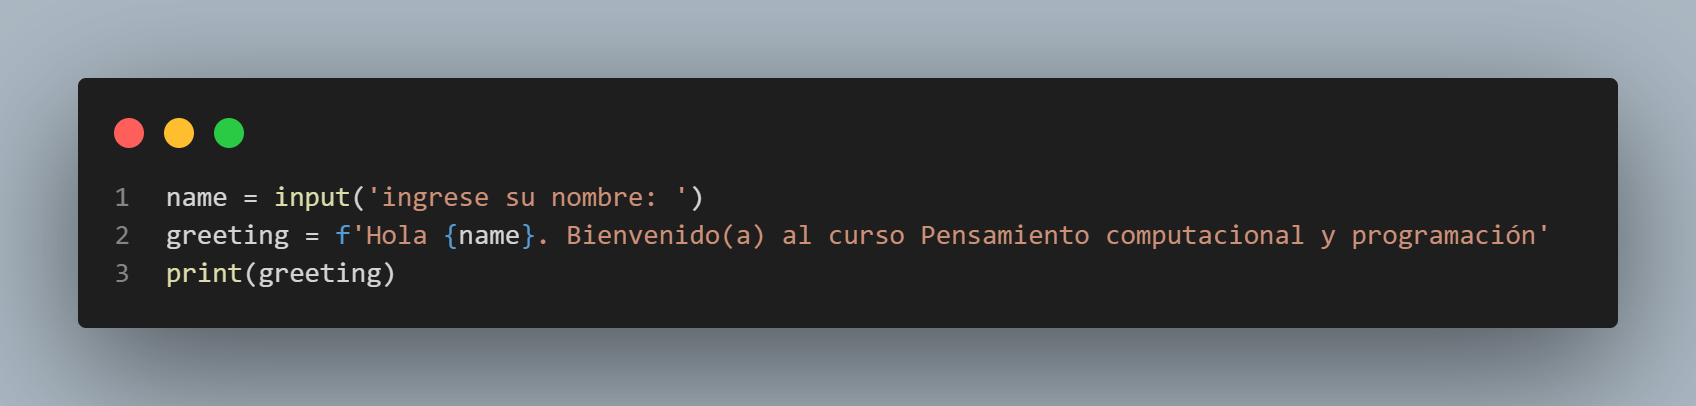 1 name = input('ingrese su nombre: ')
2 greeting = f'Hola {name}. Bienvenido(a) al curso Pensamiento computacional y programación'
3 print(greeting)